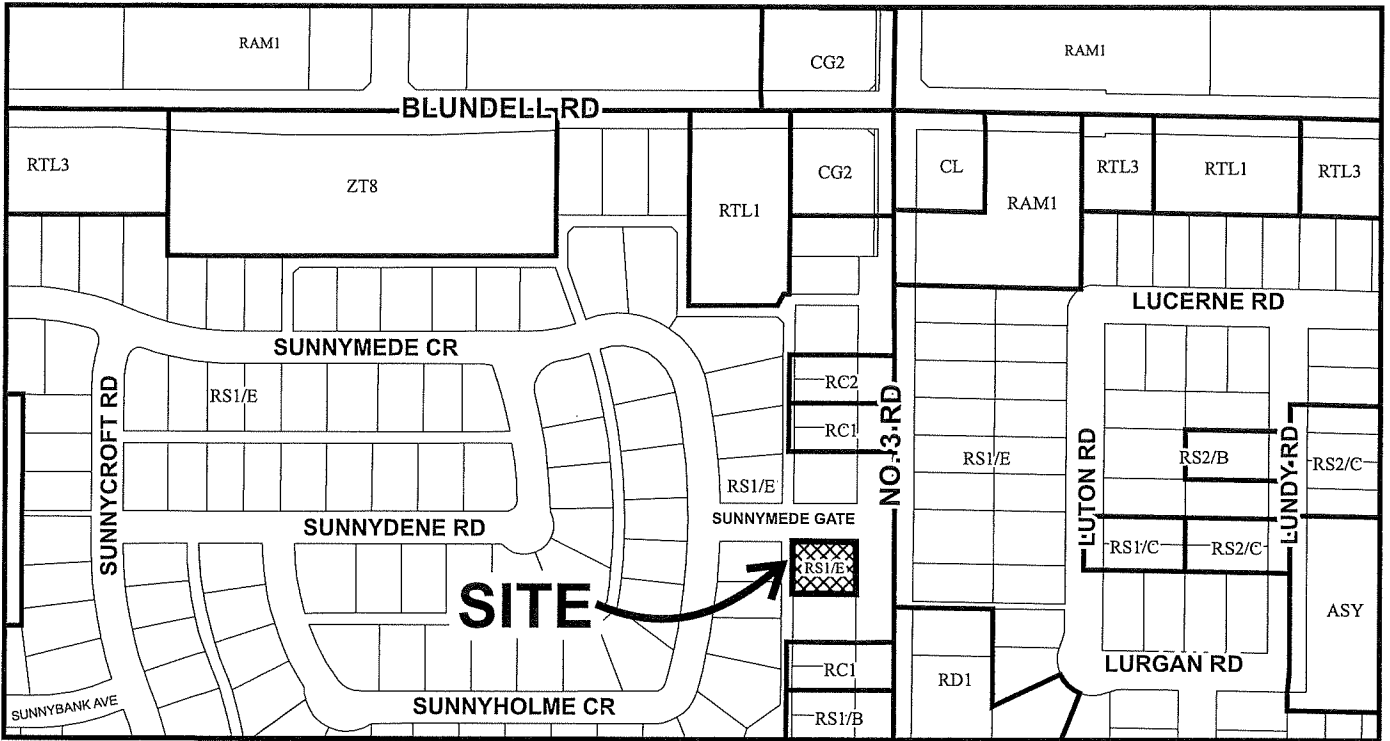 RAM1
CG2
RAM1
BLUNDELL RD
RTL3
ZT8
RTL1
CG2
CL
RAM1
RTL3
RTL1
RTL3
LUCERNE RD
SUNNYMEDE CR
RS1/E
SUNNYCROFT RD
RC2
RC1
NO. 3 RD
RS1/E
RS1/E
LUTON RD
RS2/B
LUNDY RD
RS2/C
SUNNYDENE RD
SUNNYMEDE GATE
RS1/C
RS2/C
SITE
RS1/E
ASY
RC1
RD1
LURGAN RD
SUNNYBANK AVE
SUNNYHOLME CR
RS1/B